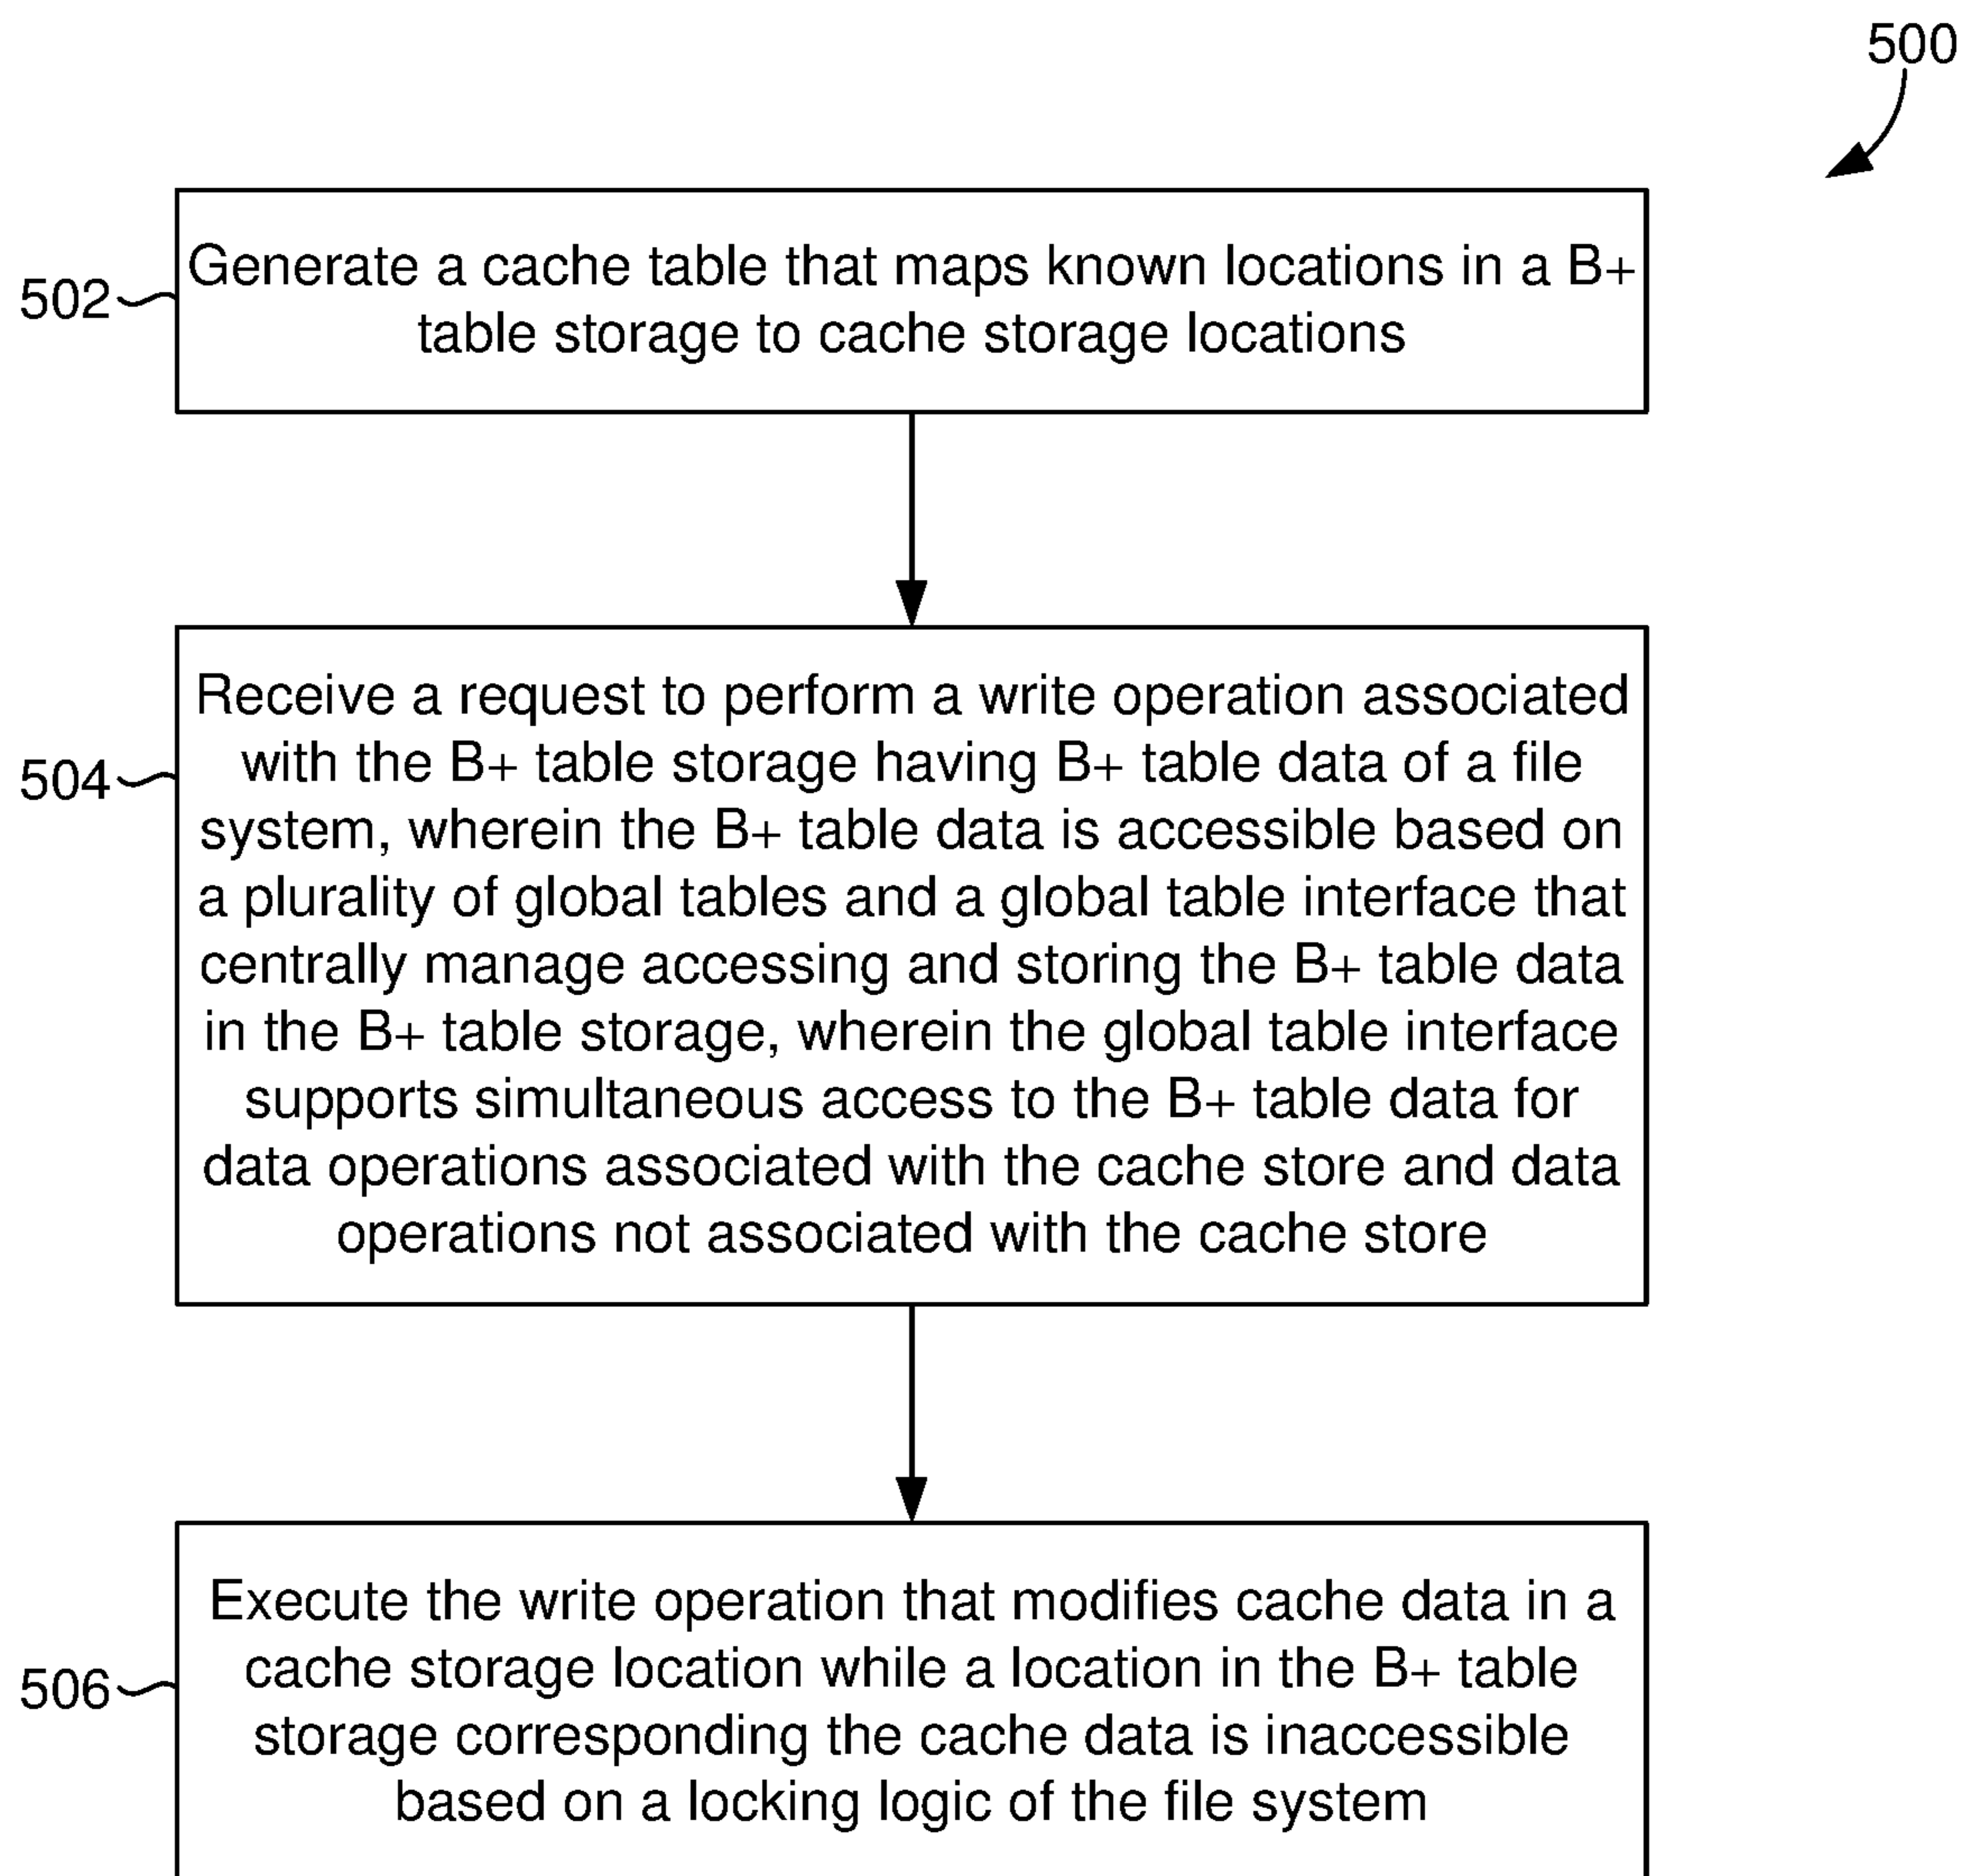 500
502
Generate a cache table that maps known locations in a B+
table storage to cache storage locations
504
Receive a request to perform a write operation associated
with the B+ table storage having B+ table data of a file
system, wherein the B+ table data is accessible based on
a plurality of global tables and a global table interface that
centrally manage accessing and storing the B+ table data
in the B+ table storage, wherein the global table interface
supports simultaneous access to the B+ table data for
data operations associated with the cache store and data
operations not associated with the cache store
506
Execute the write operation that modifies cache data in a
cache storage location while a location in the B+ table
storage corresponding the cache data is inaccessible
based on a locking logic of the file system